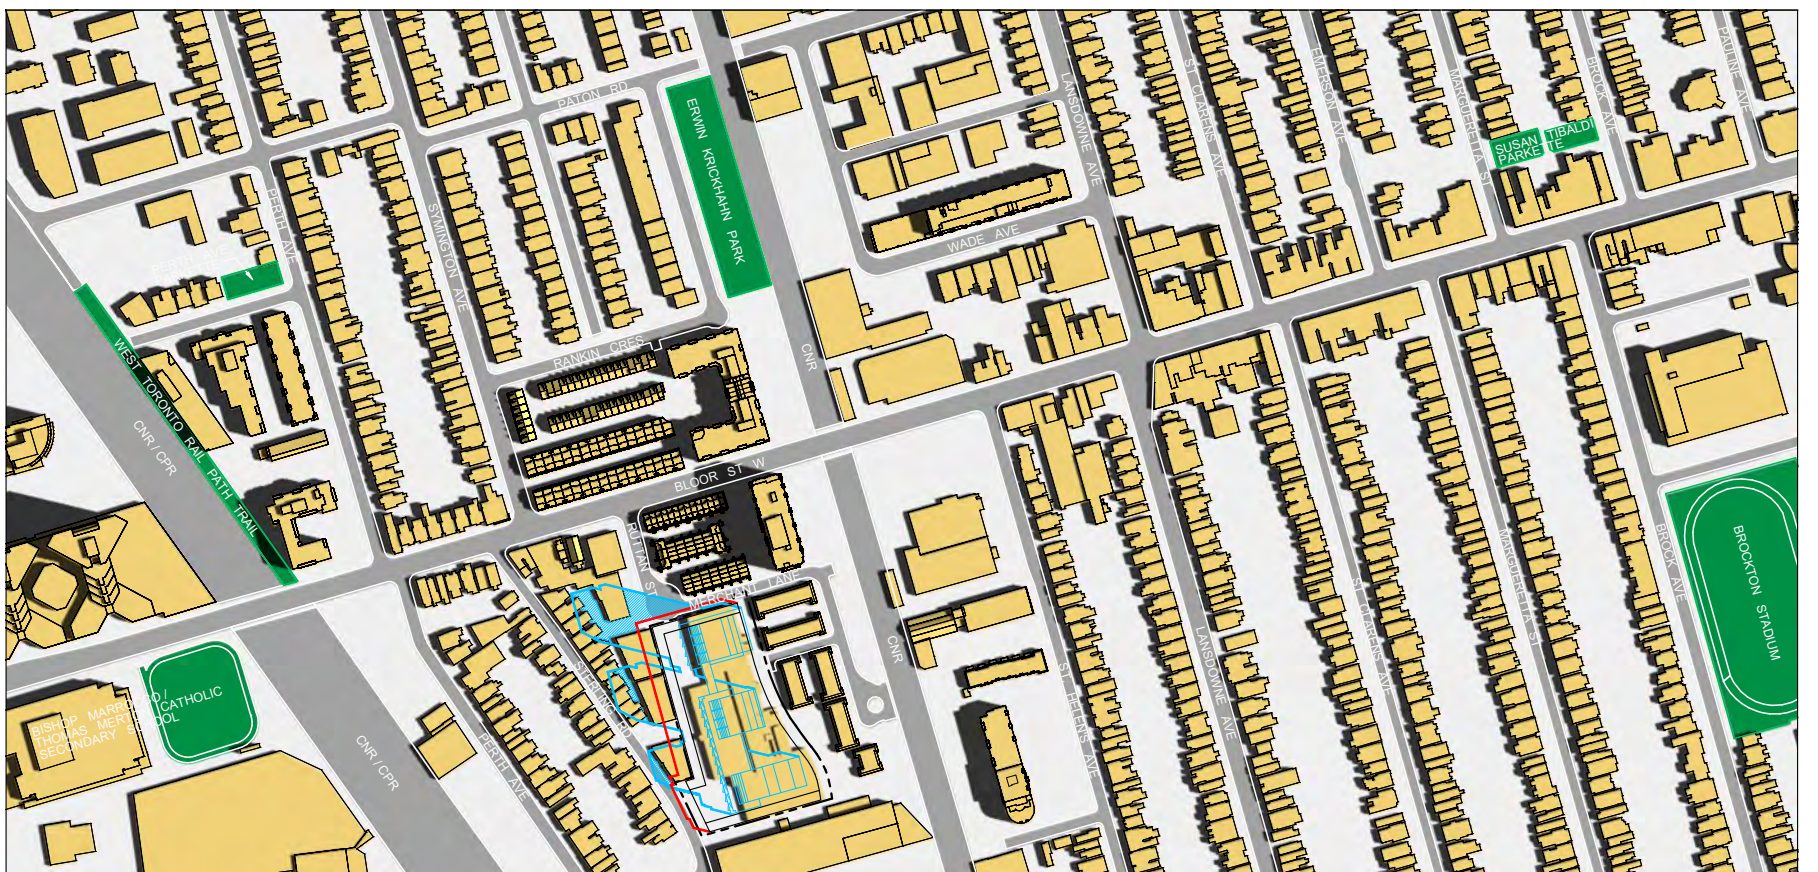 PATON RD
ERWIN KRICKHAHN PARK
LANSDOWNE AVE
ST CLARENS AVE
EMERSON AVE
MARGUERETTA ST
BROCK AVE
PAULINE AVE
SUSAN TIBALDI
PARKETTE
PERTH AVE
PERTH AVE
SYMINGTON AVE
WADE AVE
RANKIN CRES
CNR
WEST TORONTO RAIL PATH TRAIL
CNR / CPR
BLOOR ST W
RUTTAN ST
MERCHANT LANE
STERLING RD
PERTH AVE
CNR
ST HELENS AVE
LANSDOWNE AVE
ST CLARENS AVE
MARGUERETTA ST
BROCK AVE
BROCKTON STADIUM
BISHOP MARROCCO /
THOMAS MERTON CATHOLIC
SECONDARY SCHOOL
CNR / CPR